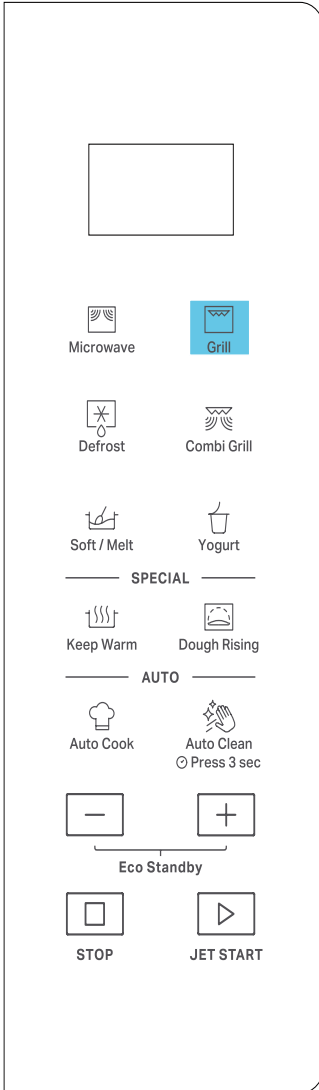 Microwave
Grill
Defrost
Combi Grill
Soft / Melt
Yogurt
SPECIAL
Keep Warm
Dough Rising
AUTO
Auto Cook
Auto Clean
Press 3 sec
Eco Standby
STOP
JET START